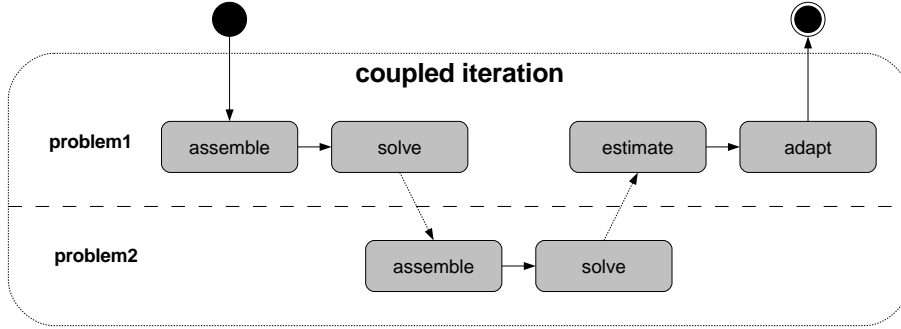 coupled iteration
problem1
assemble
solve
estimate
adapt
problem2
assemble
solve